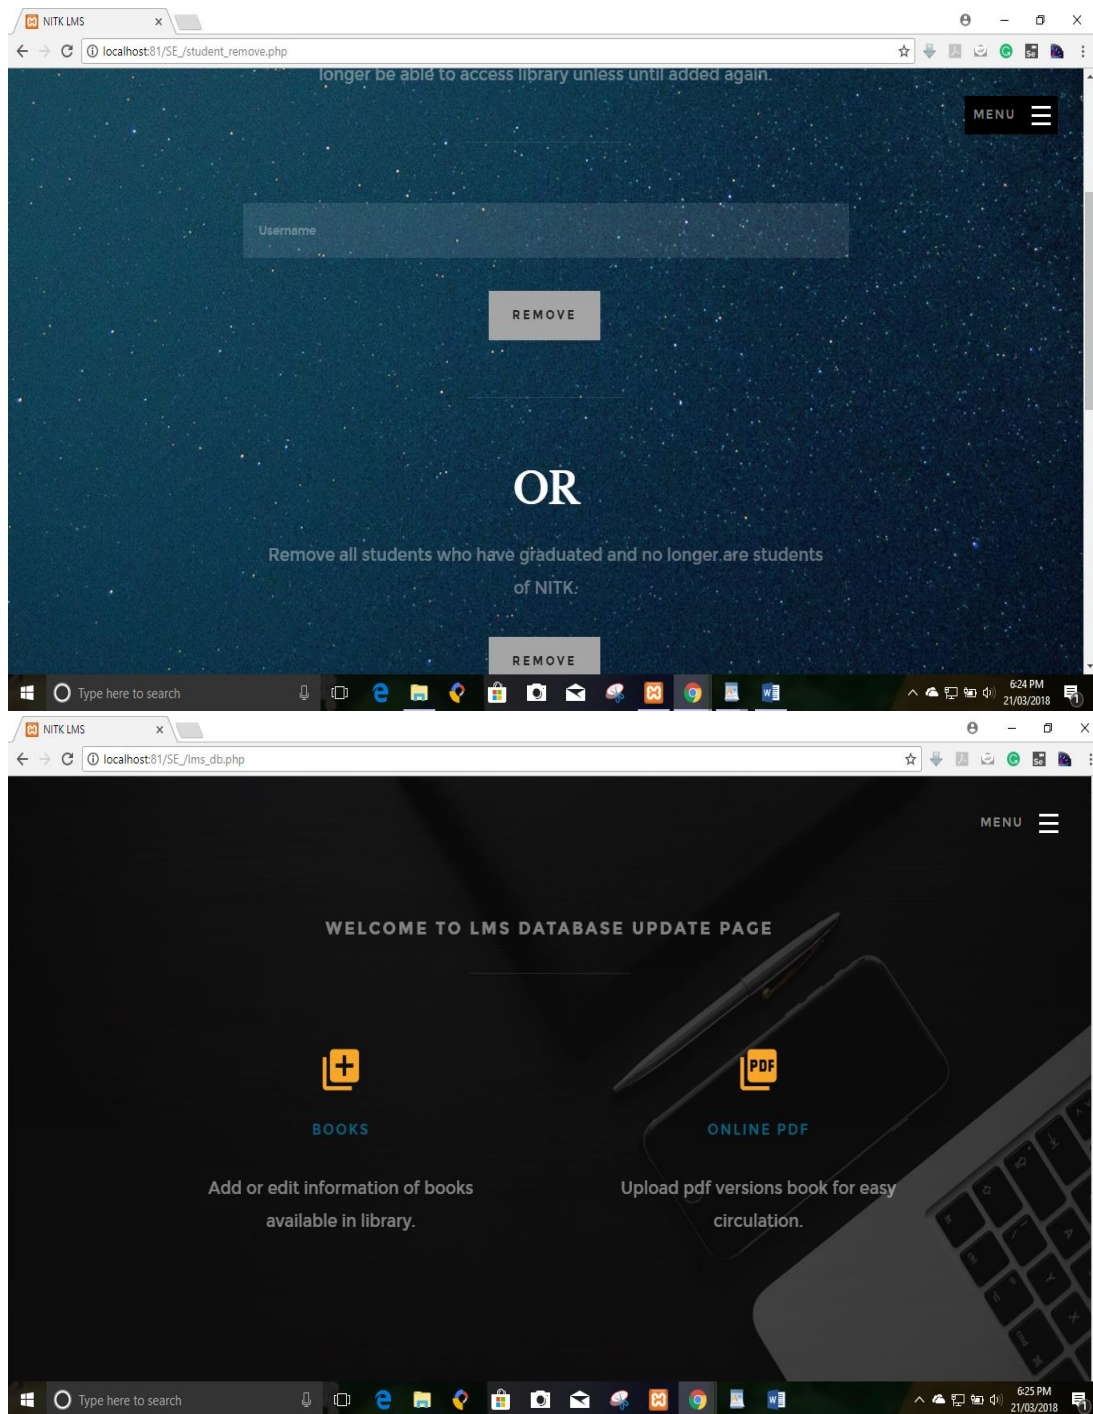 NITK LMS
localhost:81/SE_/student_remove.php
longer be able to access library unless until added again.
MENU
Username
REMOVE
OR
Remove all students who have graduated and no longer are students
of NITK.
REMOVE
Type here to search
6:24 PM
21/03/2018
NITK LMS
localhost:81/SE_/lms_db.php
MENU
WELCOME TO LMS DATABASE UPDATE PAGE
PDF
BOOKS
ONLINE PDF
Add or edit information of books
available in library.
Upload pdf versions book for easy
circulation.
Type here to search
6:25 PM
21/03/2018